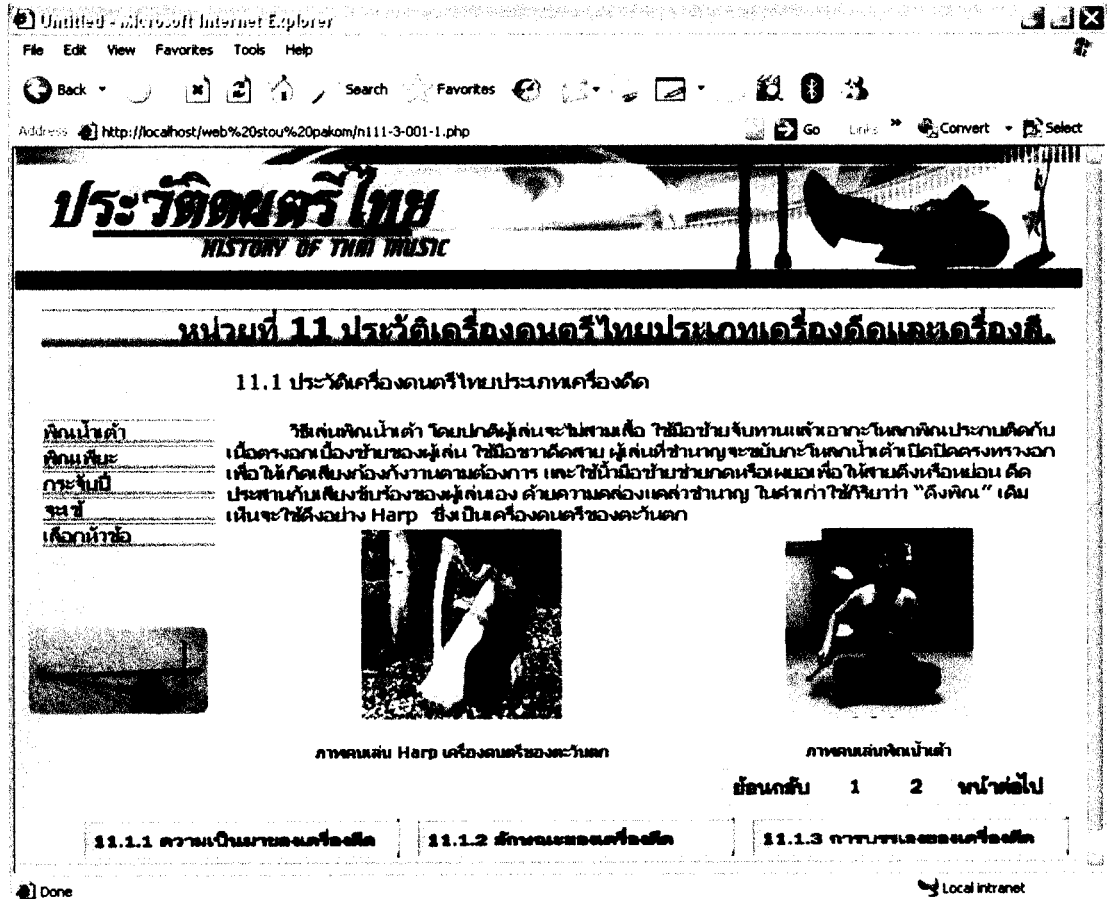 Untitled - Microsoft Internet Explorer
File Edit View Favorites Tools Help
Back Search Favorites
Address http://localhost/web%20stou%20pakom/n111-3-001-1.php Go Links » Convert Select
ประวัติดนตรีไทย
HISTORY OF THAI MUSIC
หน่วยที่ 11 ประวัติเครื่องดนตรีไทยประเภทเครื่องดีดและเครื่องสี.
11.1 ประวัติเครื่องดนตรีไทยประเภทเครื่องดีด
พิณน้ำเต้า
พิณเพียะ
กระจับปี่
จะเข้
เลือกหัวข้อ
วิธีเล่นพิณน้ำเต้า โดยปกติผู้เล่นจะไม่สวมเสื้อ ใช้มือซ้ายจับทวนแล้วเอากะโหลกพิณประกบติดกับ
เนื้อตรงอกเบื้องซ้ายของผู้เล่น ใช้มือขวาดีดสาย ผู้เล่นที่ชำนาญจะขยับกะโหลกน้ำเต้าเปิดปิดตรงทรวงอก
เพื่อให้เกิดเสียงก้องกังวานตามต้องการ และใช้นิ้วมือซ้ายช่วยกดหรือเผยอเพื่อให้สายตึงหรือหย่อน ดีด
ประสานกับเสียงขับร้องของผู้เล่นเอง ด้วยความคล่องแคล่วชำนาญ ในคำเก่าใช้กิริยาว่า “ดึงพิณ” เดิม
เห็นจะใช้ดึงอย่าง Harp ซึ่งเป็นเครื่องดนตรีของตะวันตก
ภาพคนเล่น Harp เครื่องดนตรีของตะวันตก
ภาพคนเล่นพิณน้ำเต้า
ย้อนกลับ 1 2 หน้าต่อไป
11.1.1 ความเป็นมาของเครื่องดีด
11.1.2 ลักษณะของเครื่องดีด
11.1.3 การบรรเลงของเครื่องดีด
Done Local intranet